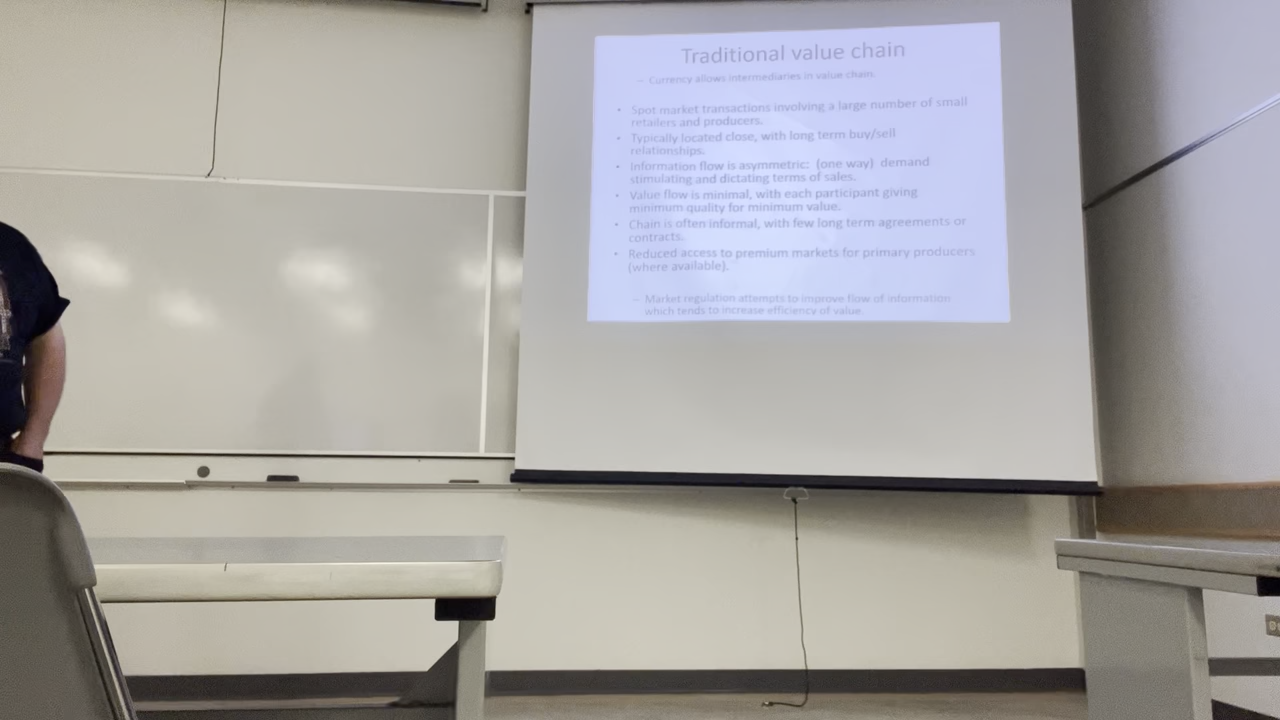 Traditional value chain
– Currency allows intermediaries in value chain.
• Spot market transactions involving a large number of small
retailers and producers.
• Typically located close, with long term buy/sell
relationships.
• Information flow is asymmetric: (one way) demand
stimulating and dictating terms of sales.
• Value flow is minimal, with each participant giving
minimum quality for minimum value.
• Chain is often informal, with few long term agreements or
contracts.
• Reduced access to premium markets for primary producers
(where available).
– Market regulation attempts to improve flow of information
which tends to increase efficiency of value.